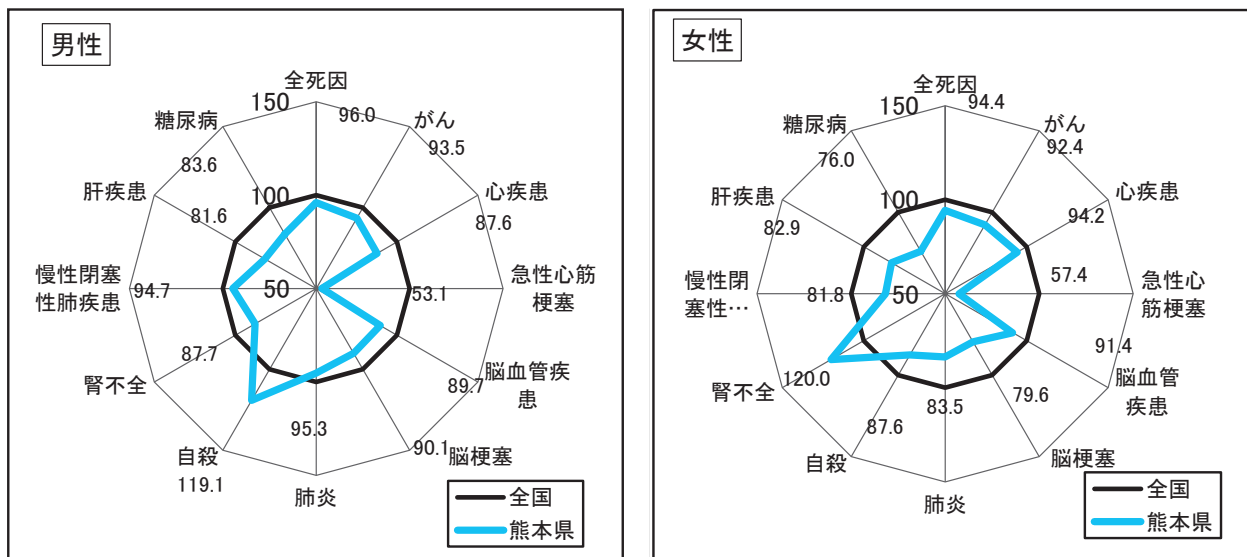 男性
全死因
150
96.0
がん
93.5
糖尿病
83.6
心疾患
87.6
肝疾患
81.6
100
慢性閉塞
性肺疾患
94.7
50
53.1
急性心筋
梗塞
腎不全
87.7
89.7
脳血管疾
患
自殺
119.1
95.3
90.1
脳梗塞
肺炎
全国
熊本県
女性
全死因
150
94.4
がん
92.4
糖尿病
76.0
心疾患
94.2
肝疾患
82.9
100
慢性閉
塞性…
81.8
50
57.4
急性心
筋梗塞
腎不全
120.0
91.4
脳血管
疾患
自殺
87.6
83.5
79.6
脳梗塞
肺炎
全国
熊本県